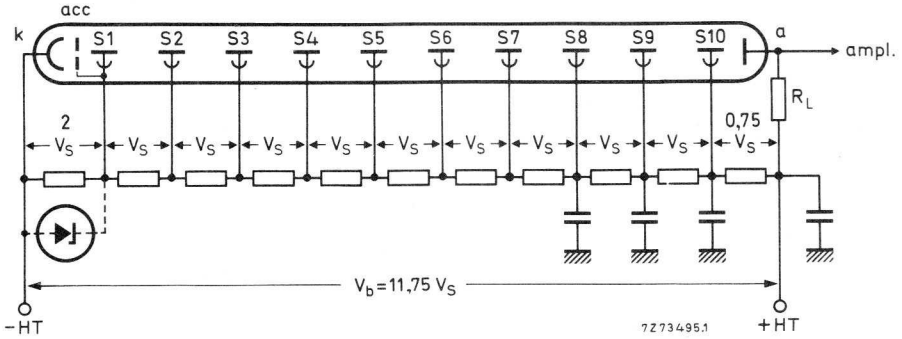 acc
k S1 S2 S3 S4 S5 S6 S7 S8 S9 S10 a
ampl.
R_L
2 V_S V_S V_S V_S V_S V_S V_S V_S V_S V_S 0,75 V_S
V_b=11,75 V_S
-HT
7Z73495.1
+HT